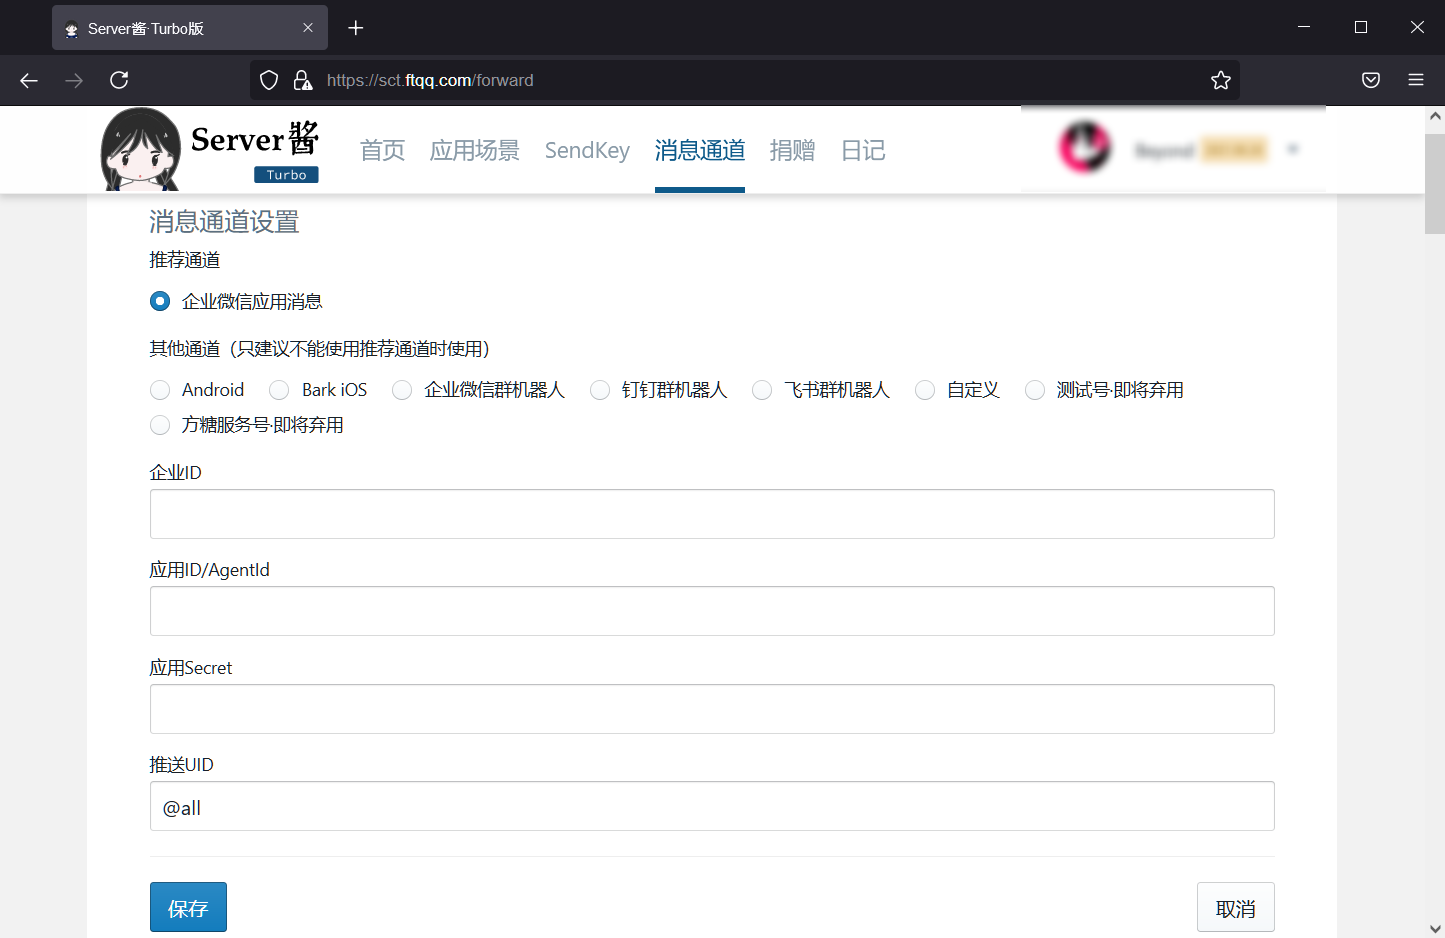 Server酱·Turbo版
https://sct.ftqq.com/forward
Server酱
Turbo
首页 应用场景 SendKey 消息通道 捐赠 日记
消息通道设置
推荐通道
企业微信应用消息
其他通道（只建议不能使用推荐通道时使用）
Android Bark iOS 企业微信群机器人 钉钉群机器人 飞书群机器人 自定义 测试号·即将弃用
方糖服务号·即将弃用
企业ID
应用ID/AgentId
应用Secret
推送UID
@all
保存 取消